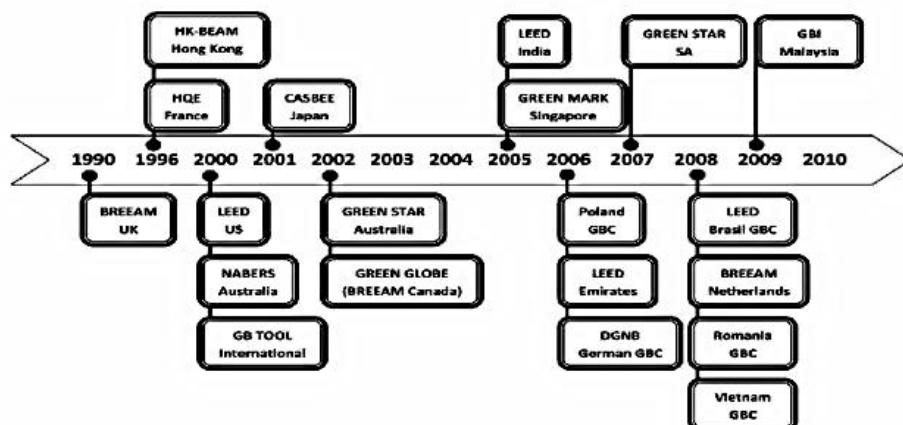 HK-BEAM
Hong Kong
LEED
India
GREEN STAR
SA
GBI
Malaysia
HQE
France
CASBEE
Japan
GREEN MARK
Singapore
1990 1996 2000 2001 2002 2003 2004 2005 2006 2007 2008 2009 2010
BREEAM
UK
LEED
US
GREEN STAR
Australia
Poland
GBC
LEED
Brasil GBC
NABERS
Australia
GREEN GLOBE
(BREEAM Canada)
LEED
Emirates
BREEAM
Netherlands
GB TOOL
International
DGNB
German GBC
Romania
GBC
Vietnam
GBC